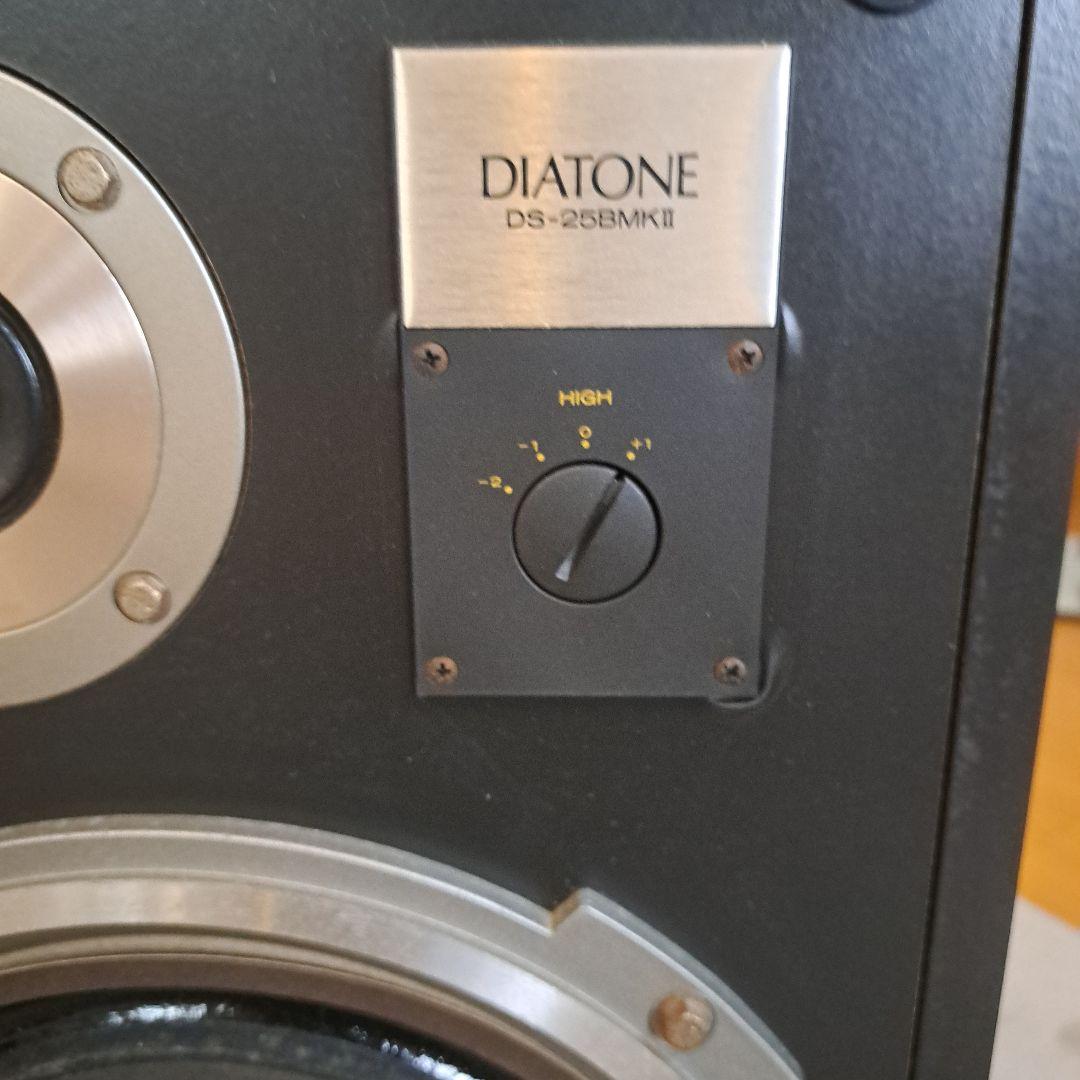 DIATONE
DS-25BMKⅡ
HIGH
-2 -1 0 +1